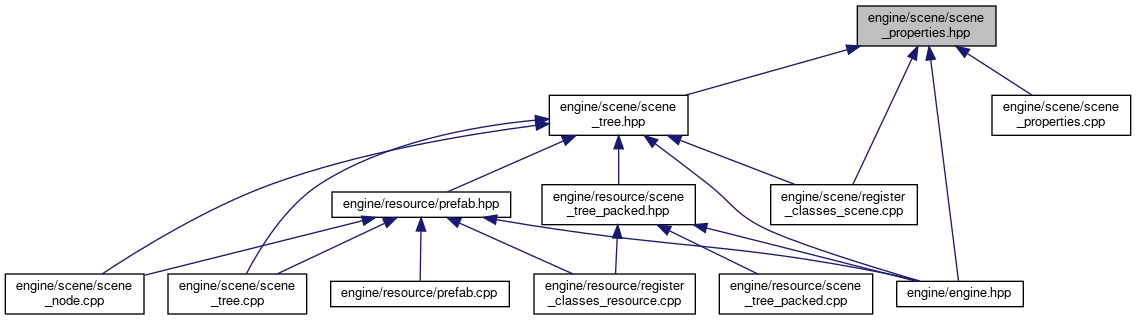 engine/scene/scene
_properties.hpp
engine/scene/scene
_tree.hpp
engine/scene/scene
_properties.cpp
engine/resource/prefab.hpp
engine/resource/scene
_tree_packed.hpp
engine/scene/register
_classes_scene.cpp
engine/scene/scene
_node.cpp
engine/scene/scene
_tree.cpp
engine/resource/prefab.cpp
engine/resource/register
_classes_resource.cpp
engine/resource/scene
_tree_packed.cpp
engine/engine.hpp